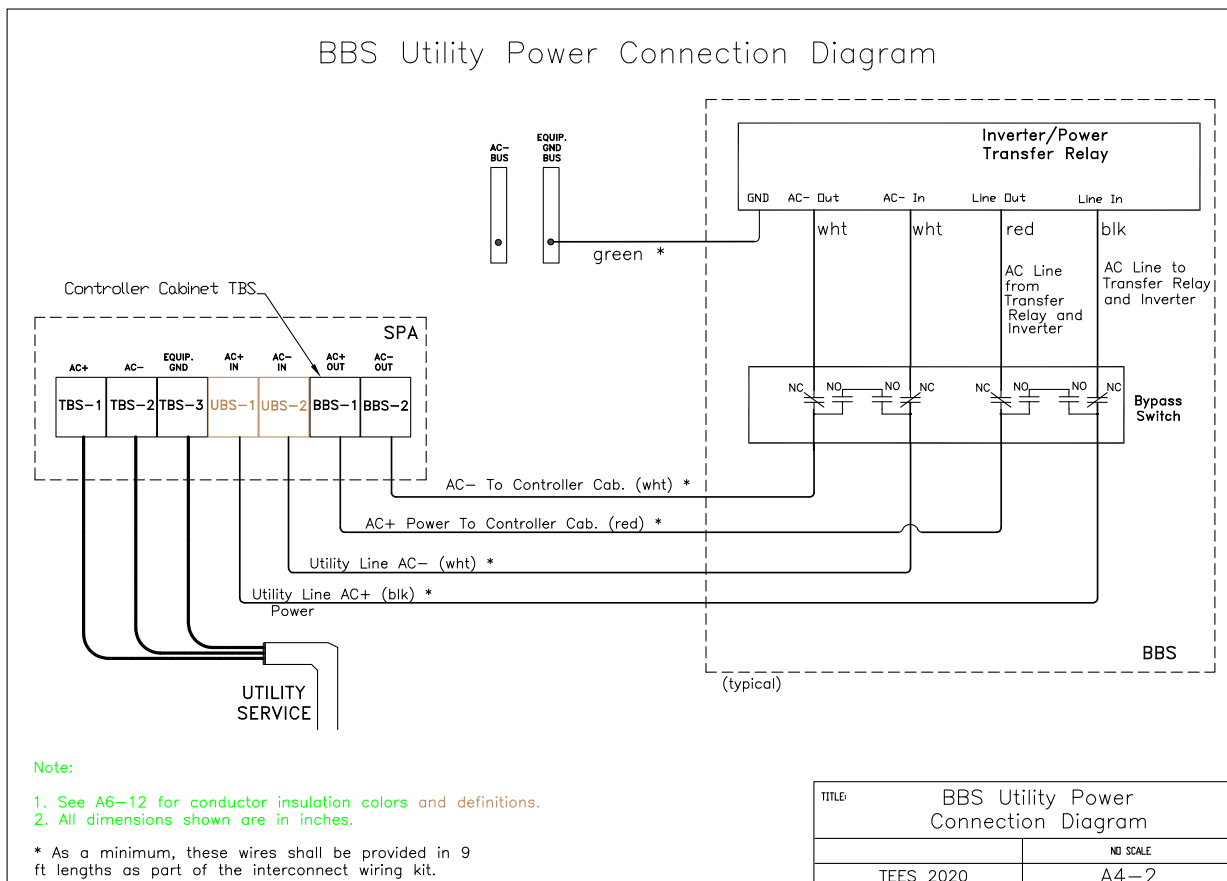 BBS Utility Power Connection Diagram
AC-
BUS
EQUIP.
GND
BUS
Inverter/Power
Transfer Relay
GND
AC- Out
AC- In
Line Out
Line In
wht
wht
red
blk
green *
AC Line
from
Transfer
Relay and
Inverter
AC Line to
Transfer Relay
and Inverter
Controller Cabinet TBS
SPA
AC+
AC-
EQUIP.
GND
AC+
IN
AC-
IN
AC+
OUT
AC-
OUT
TBS-1
TBS-2
TBS-3
UBS-1
UBS-2
BBS-1
BBS-2
NC
NO
NO
NC
NC
NO
NO
NC
Bypass
Switch
AC- To Controller Cab. (wht) *
AC+ Power To Controller Cab. (red) *
Utility Line AC- (wht) *
Utility Line AC+ (blk) *
Power
BBS
(typical)
UTILITY
SERVICE
Note:
1. See A6-12 for conductor insulation colors and definitions.
2. All dimensions shown are in inches.
* As a minimum, these wires shall be provided in 9
ft lengths as part of the interconnect wiring kit.
TITLE:
BBS Utility Power
Connection Diagram
NO SCALE
TEES 2020
A4-2